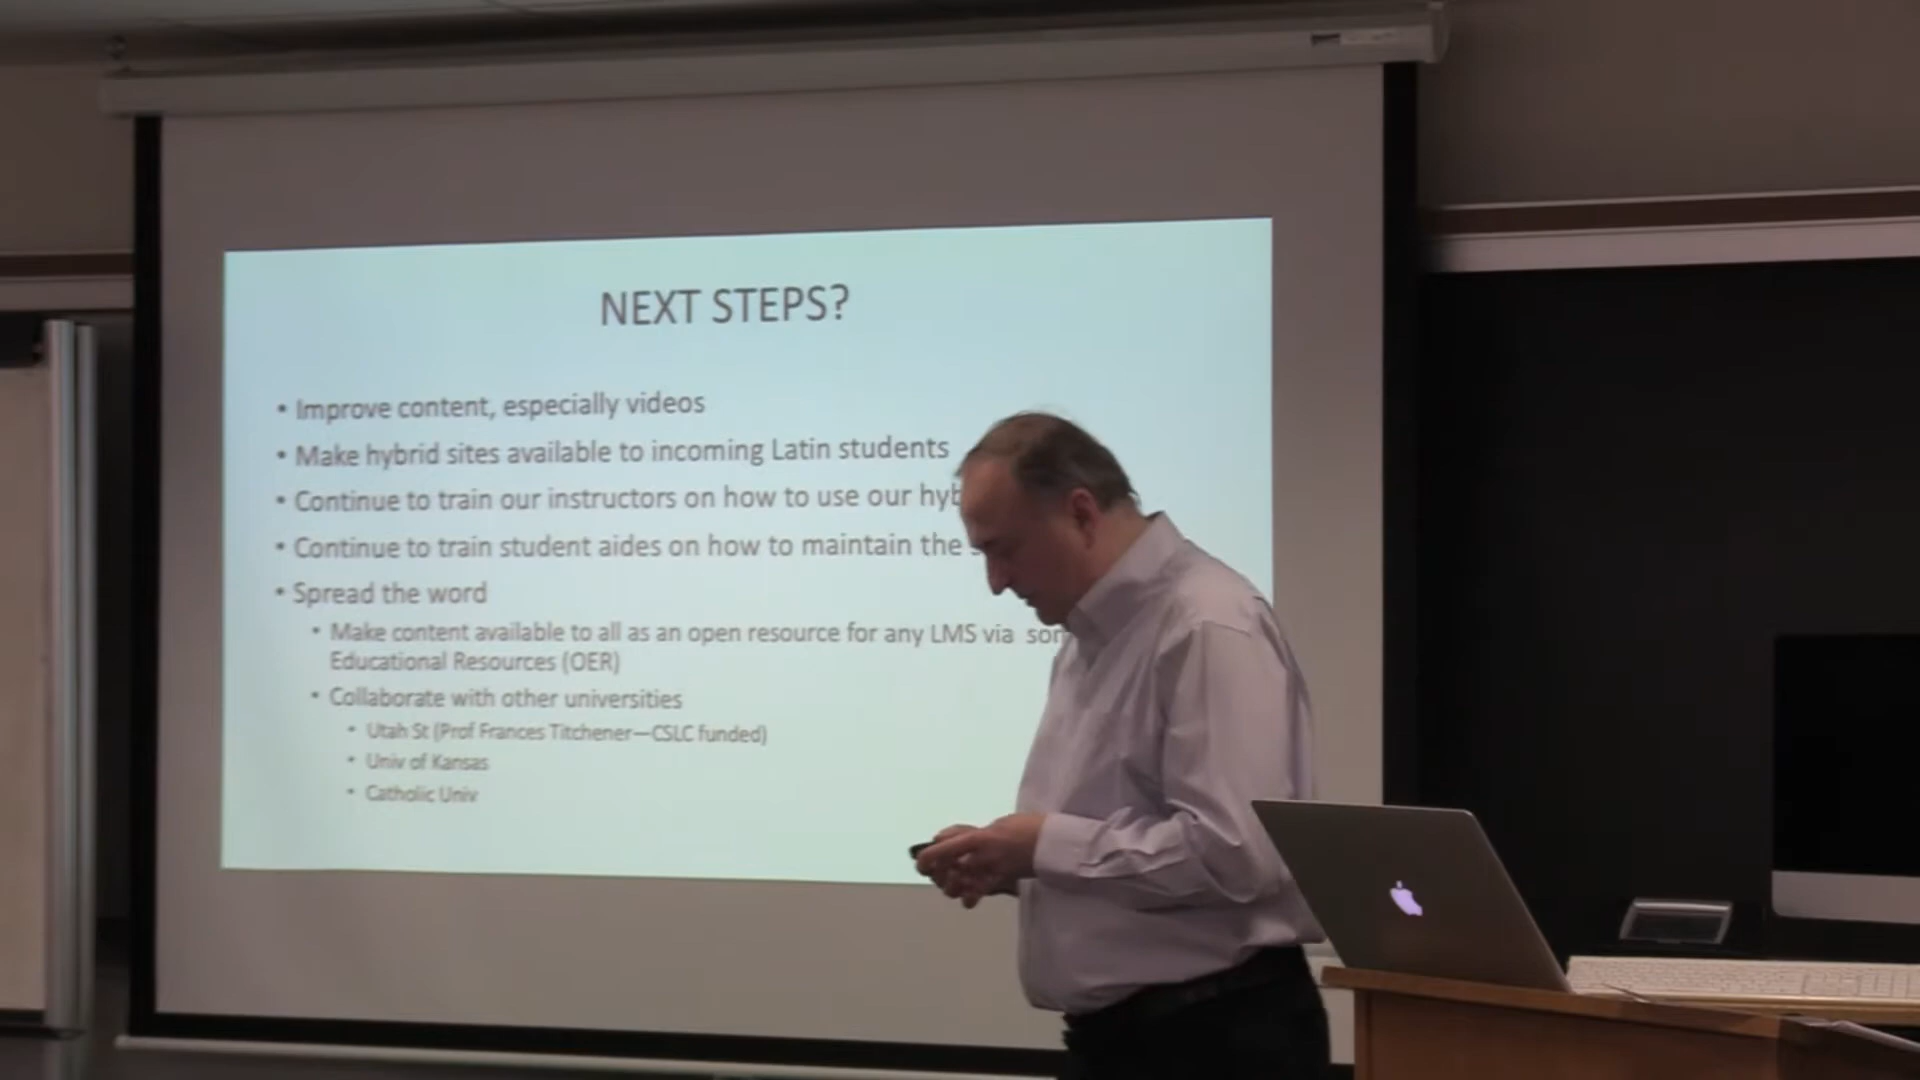 NEXT STEPS?
• Improve content, especially videos
• Make hybrid sites available to incoming Latin students
• Continue to train our instructors on how to use our
• Continue to train student aides on how to maintain the
• Spread the word
• Make content available to all as an open resource for any LMS via
Educational Resources (OER)
• Collaborate with other universities
• Utah St (Prof Frances Titchener—CSLC funded)
• Univ of Kansas
• Catholic Univ